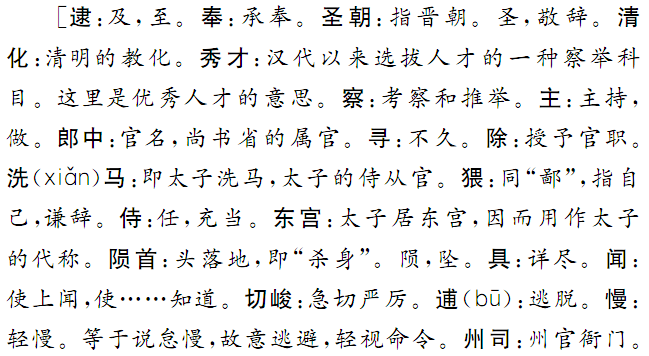 [逮:及,至。奉:承奉。圣朝:指晋朝。圣,敬辞。清
化:清明的教化。秀才:汉代以来选拔人才的一种察举科
目。这里是优秀人才的意思。察:考察和推举。主:主持,
做。郎中:官名,尚书省的属官。寻:不久。除:授予官职。
洗(xiǎn)马:即太子洗马,太子的侍从官。猥:同“鄙”,指自
己,谦辞。侍:任,充当。东宫:太子居东宫,因而用作太子
的代称。陨首:头落地,即“杀身”。陨,坠。具:详尽。闻:
使上闻,使……知道。切峻:急切严厉。逋(bū):逃脱。慢:
轻慢。等于说怠慢,故意逃避,轻视命令。州司:州官衙门。